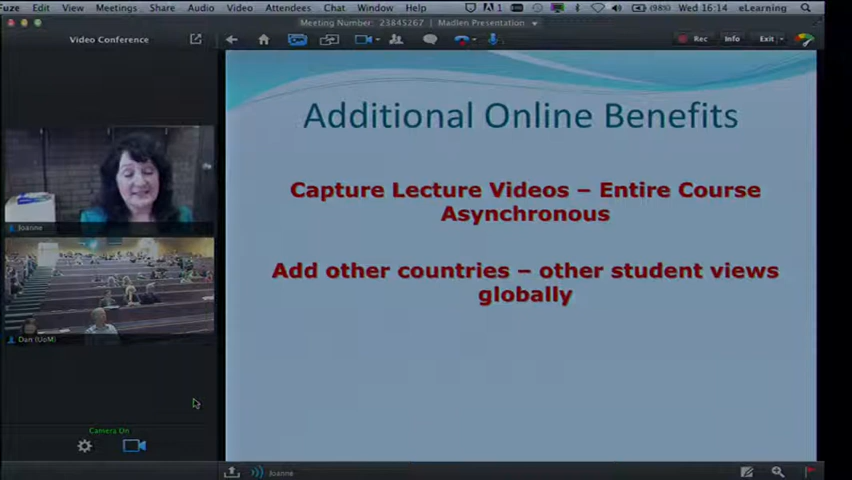 Fuze Edit View Meetings Share Audio Video Attendees Chat Window Help (98%) Wed 16:14 eLearning
Meeting Number: 23845267 | Madlen Presentation
Video Conference
Rec Info Exit
Additional Online Benefits
Capture Lecture Videos – Entire Course
Asynchronous
Add other countries – other student views
globally
Joanne
Dan (UoM)
Camera On
Joanne